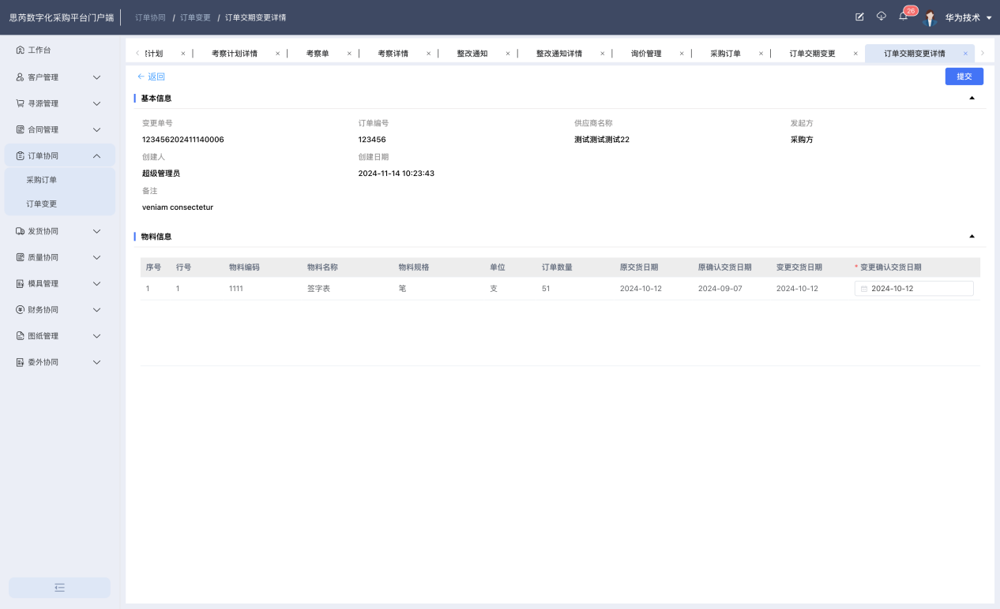 思芮数字化采购平台门户端 订单协同 / 订单变更 / 订单交期变更详情 26 华为技术
工作台
客户管理
寻源管理
合同管理
订单协同
采购订单
订单变更
发货协同
质量协同
模具管理
财务协同
图纸管理
委外协同
计划 × 考察计划详情 × 考察单 × 考察详情 × 整改通知 × 整改通知详情 × 询价管理 × 采购订单 × 订单交期变更 × 订单交期变更详情 ×
返回 提交
基本信息
变更单号 订单编号 供应商名称 发起方
123456202411140006 123456 测试测试测试22 采购方
创建人 创建日期
超级管理员 2024-11-14 10:23:43
备注
veniam consectetur
物料信息
序号 行号 物料编码 物料名称 物料规格 单位 订单数量 原交货日期 原确认交货日期 变更交货日期 * 变更确认交货日期
1 1 1111 签字表 笔 支 51 2024-10-12 2024-09-07 2024-10-12 2024-10-12